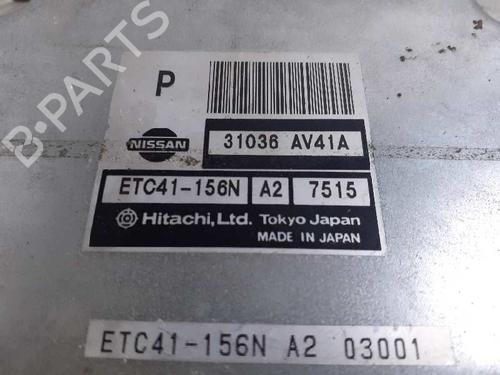 P
NISSAN
31036 AV41A
ETC41-156N A2 7515
Hitachi, Ltd. Tokyo Japan
MADE IN JAPAN
ETC41-156N A2 03001
B-PARTS